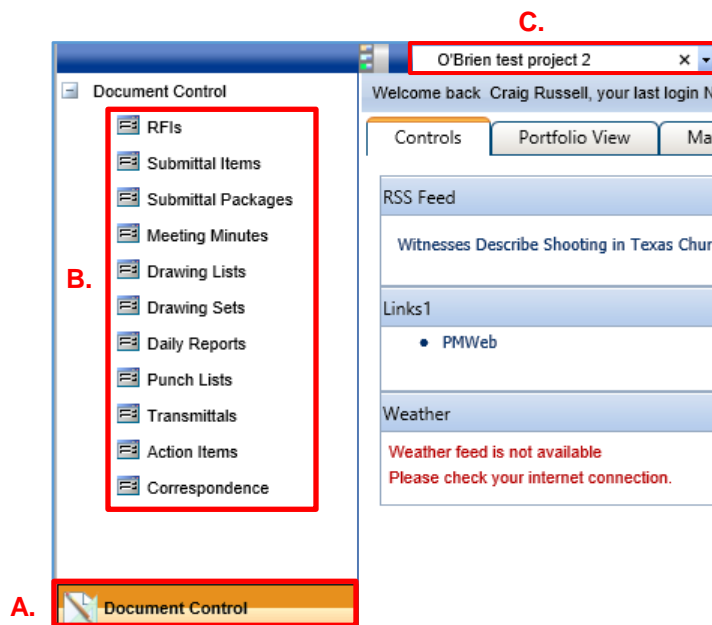 C.
O'Brien test project 2
Document Control
Welcome back Craig Russell, your last login N
RFIs
Submittal Items
Submittal Packages
Meeting Minutes
Drawing Lists
Drawing Sets
Daily Reports
Punch Lists
Transmittals
Action Items
Correspondence
B.
Controls
Portfolio View
Ma
RSS Feed
Witnesses Describe Shooting in Texas Chur
Links1
• PMWeb
Weather
Weather feed is not available
Please check your internet connection.
A.
Document Control